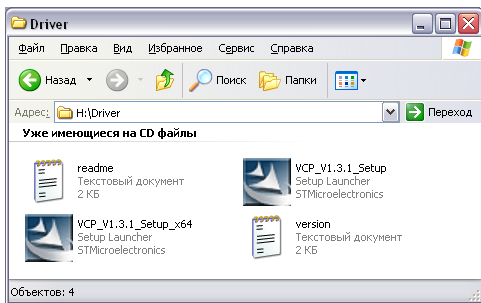 Driver
Файл Правка Вид Избранное Сервис Справка
Назад Поиск Папки
Адрес: H:\Driver Переход
Уже имеющиеся на CD файлы
readme
Текстовый документ
2 КБ
VCP_V1.3.1_Setup
Setup Launcher
STMicroelectronics
VCP_V1.3.1_Setup_x64
Setup Launcher
STMicroelectronics
version
Текстовый документ
2 КБ
Объектов: 4